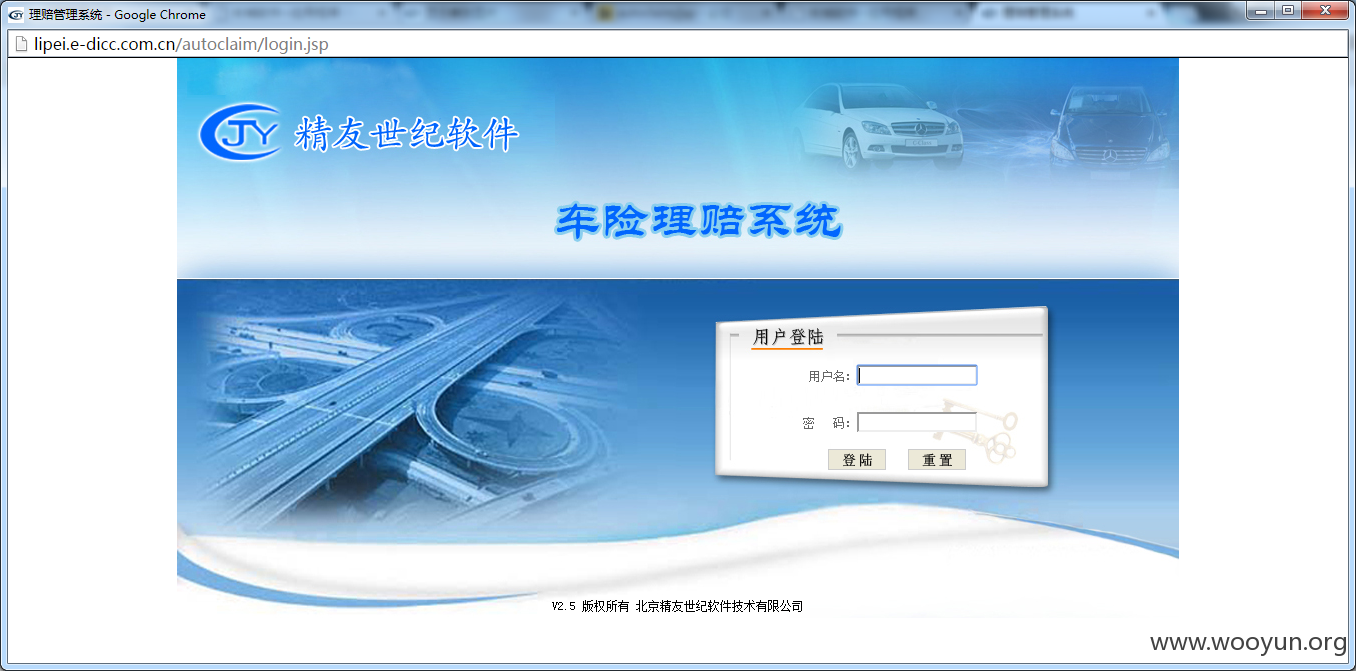 理赔管理系统 - Google Chrome
lipei.e-dicc.com.cn/autoclaim/login.jsp
JY 精友世纪软件
车险理赔系统
用户登陆
用户名:
密 码:
登陆 重置
V2.5 版权所有 北京精友世纪软件技术有限公司
www.wooyun.org